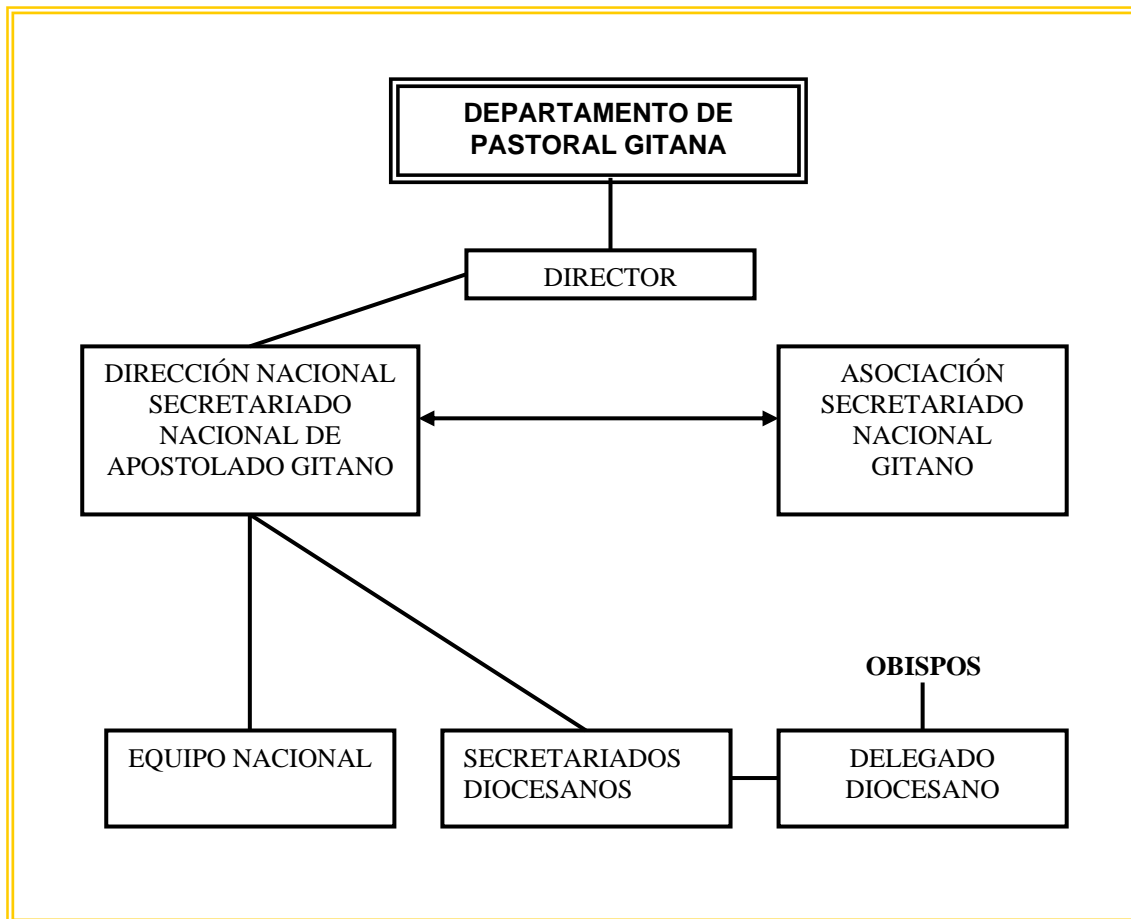 DEPARTAMENTO DE
PASTORAL GITANA
DIRECTOR
DIRECCIÓN NACIONAL
SECRETARIADO
NACIONAL DE
APOSTOLADO GITANO
ASOCIACIÓN
SECRETARIADO
NACIONAL
GITANO
OBISPOS
EQUIPO NACIONAL
SECRETARIADOS
DIOCESANOS
DELEGADO
DIOCESANO